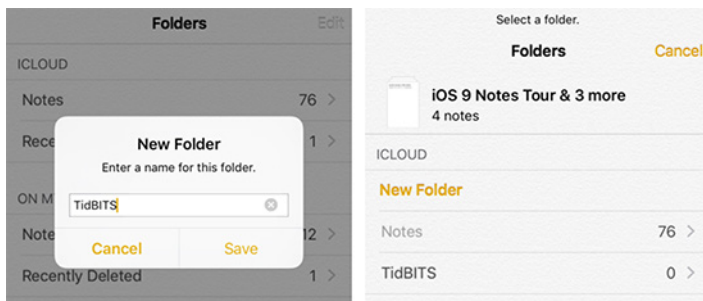 Folders
Edit
ICLOUD
Notes 76
Rece 1
New Folder
Enter a name for this folder.
ON M
TidBITS
Note 12
Cancel Save
Recently Deleted 1
Select a folder.
Folders Cancel
iOS 9 Notes Tour & 3 more
4 notes
ICLOUD
New Folder
Notes 76
TidBITS 0